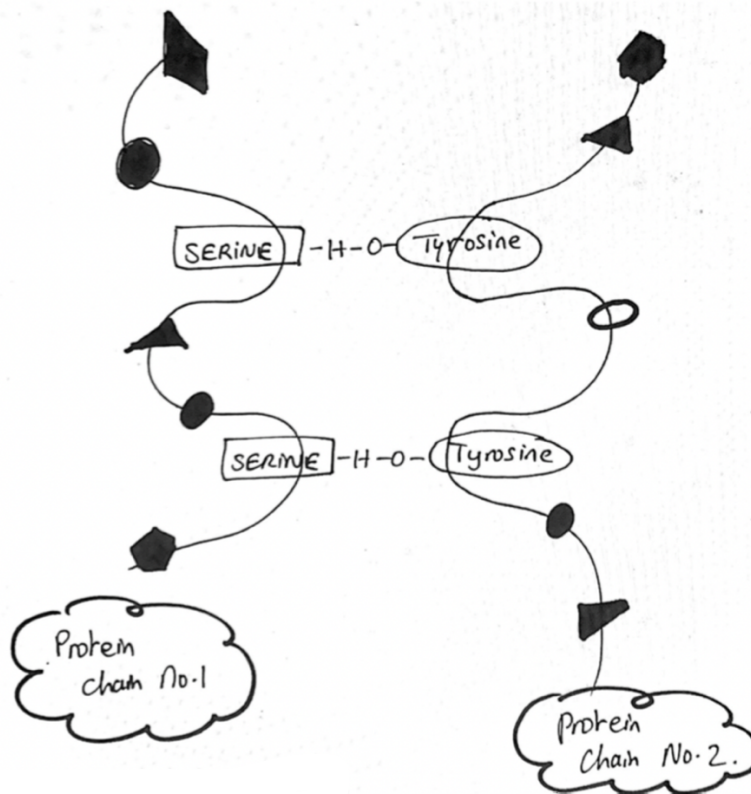 SERINE -H-O- Tyrosine
SERINE -H-O- Tyrosine
Protein
chain No.1
Protein
Chain No.2.